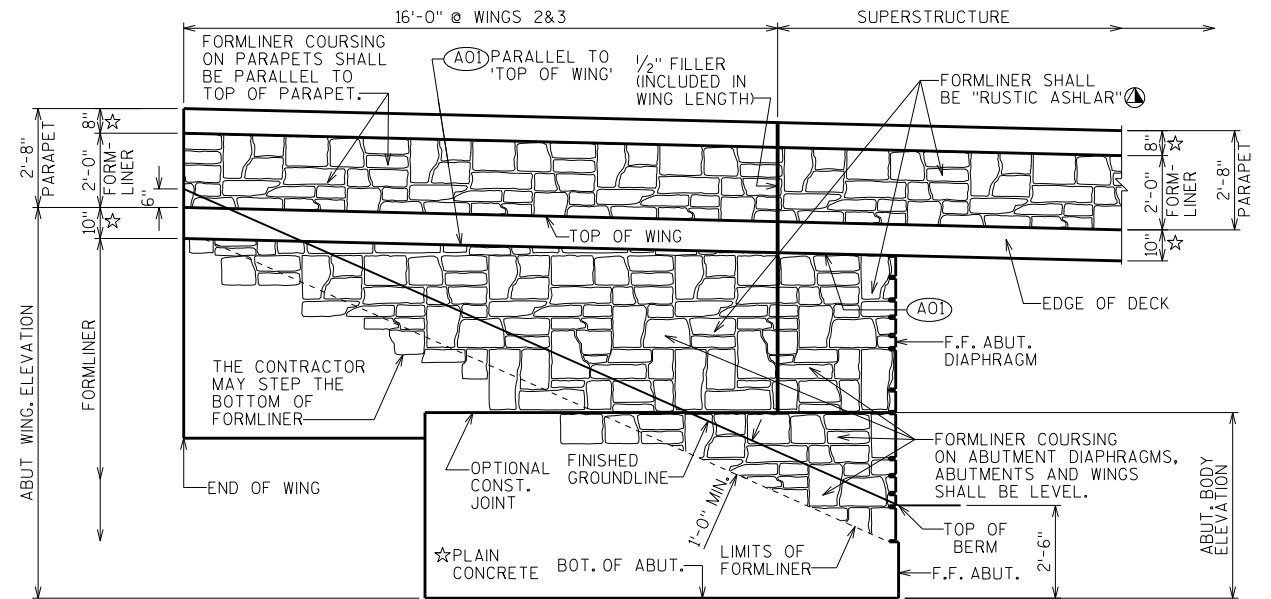 16'-0" @ WINGS 2&3
SUPERSTRUCTURE
FORMLINER COURSING
ON PARAPETS SHALL
BE PARALLEL TO
TOP OF PARAPET.
A01
PARALLEL TO
'TOP OF WING'
1/2" FILLER
(INCLUDED IN
WING LENGTH)
FORMLINER SHALL
BE "RUSTIC ASHLAR"
2'-8"
PARAPET
8" ☆
2'-0"
FORM-
LINER
6"
10" ☆
8" ☆
2'-0"
FORM-
LINER
10" ☆
2'-8"
PARAPET
TOP OF WING
EDGE OF DECK
A01
F.F. ABUT.
DIAPHRAGM
ABUT WING. ELEVATION
FORMLINER
THE CONTRACTOR
MAY STEP THE
BOTTOM OF
FORMLINER
END OF WING
OPTIONAL
CONST.
JOINT
FINISHED
GROUNDLINE
1'-0" MIN.
FORMLINER COURSING
ON ABUTMENT DIAPHRAGMS,
ABUTMENTS AND WINGS
SHALL BE LEVEL.
TOP OF
BERM
2'-6"
ABUT. BODY
ELEVATION
☆PLAIN
CONCRETE
BOT. OF ABUT.
LIMITS OF
FORMLINER
F.F. ABUT.